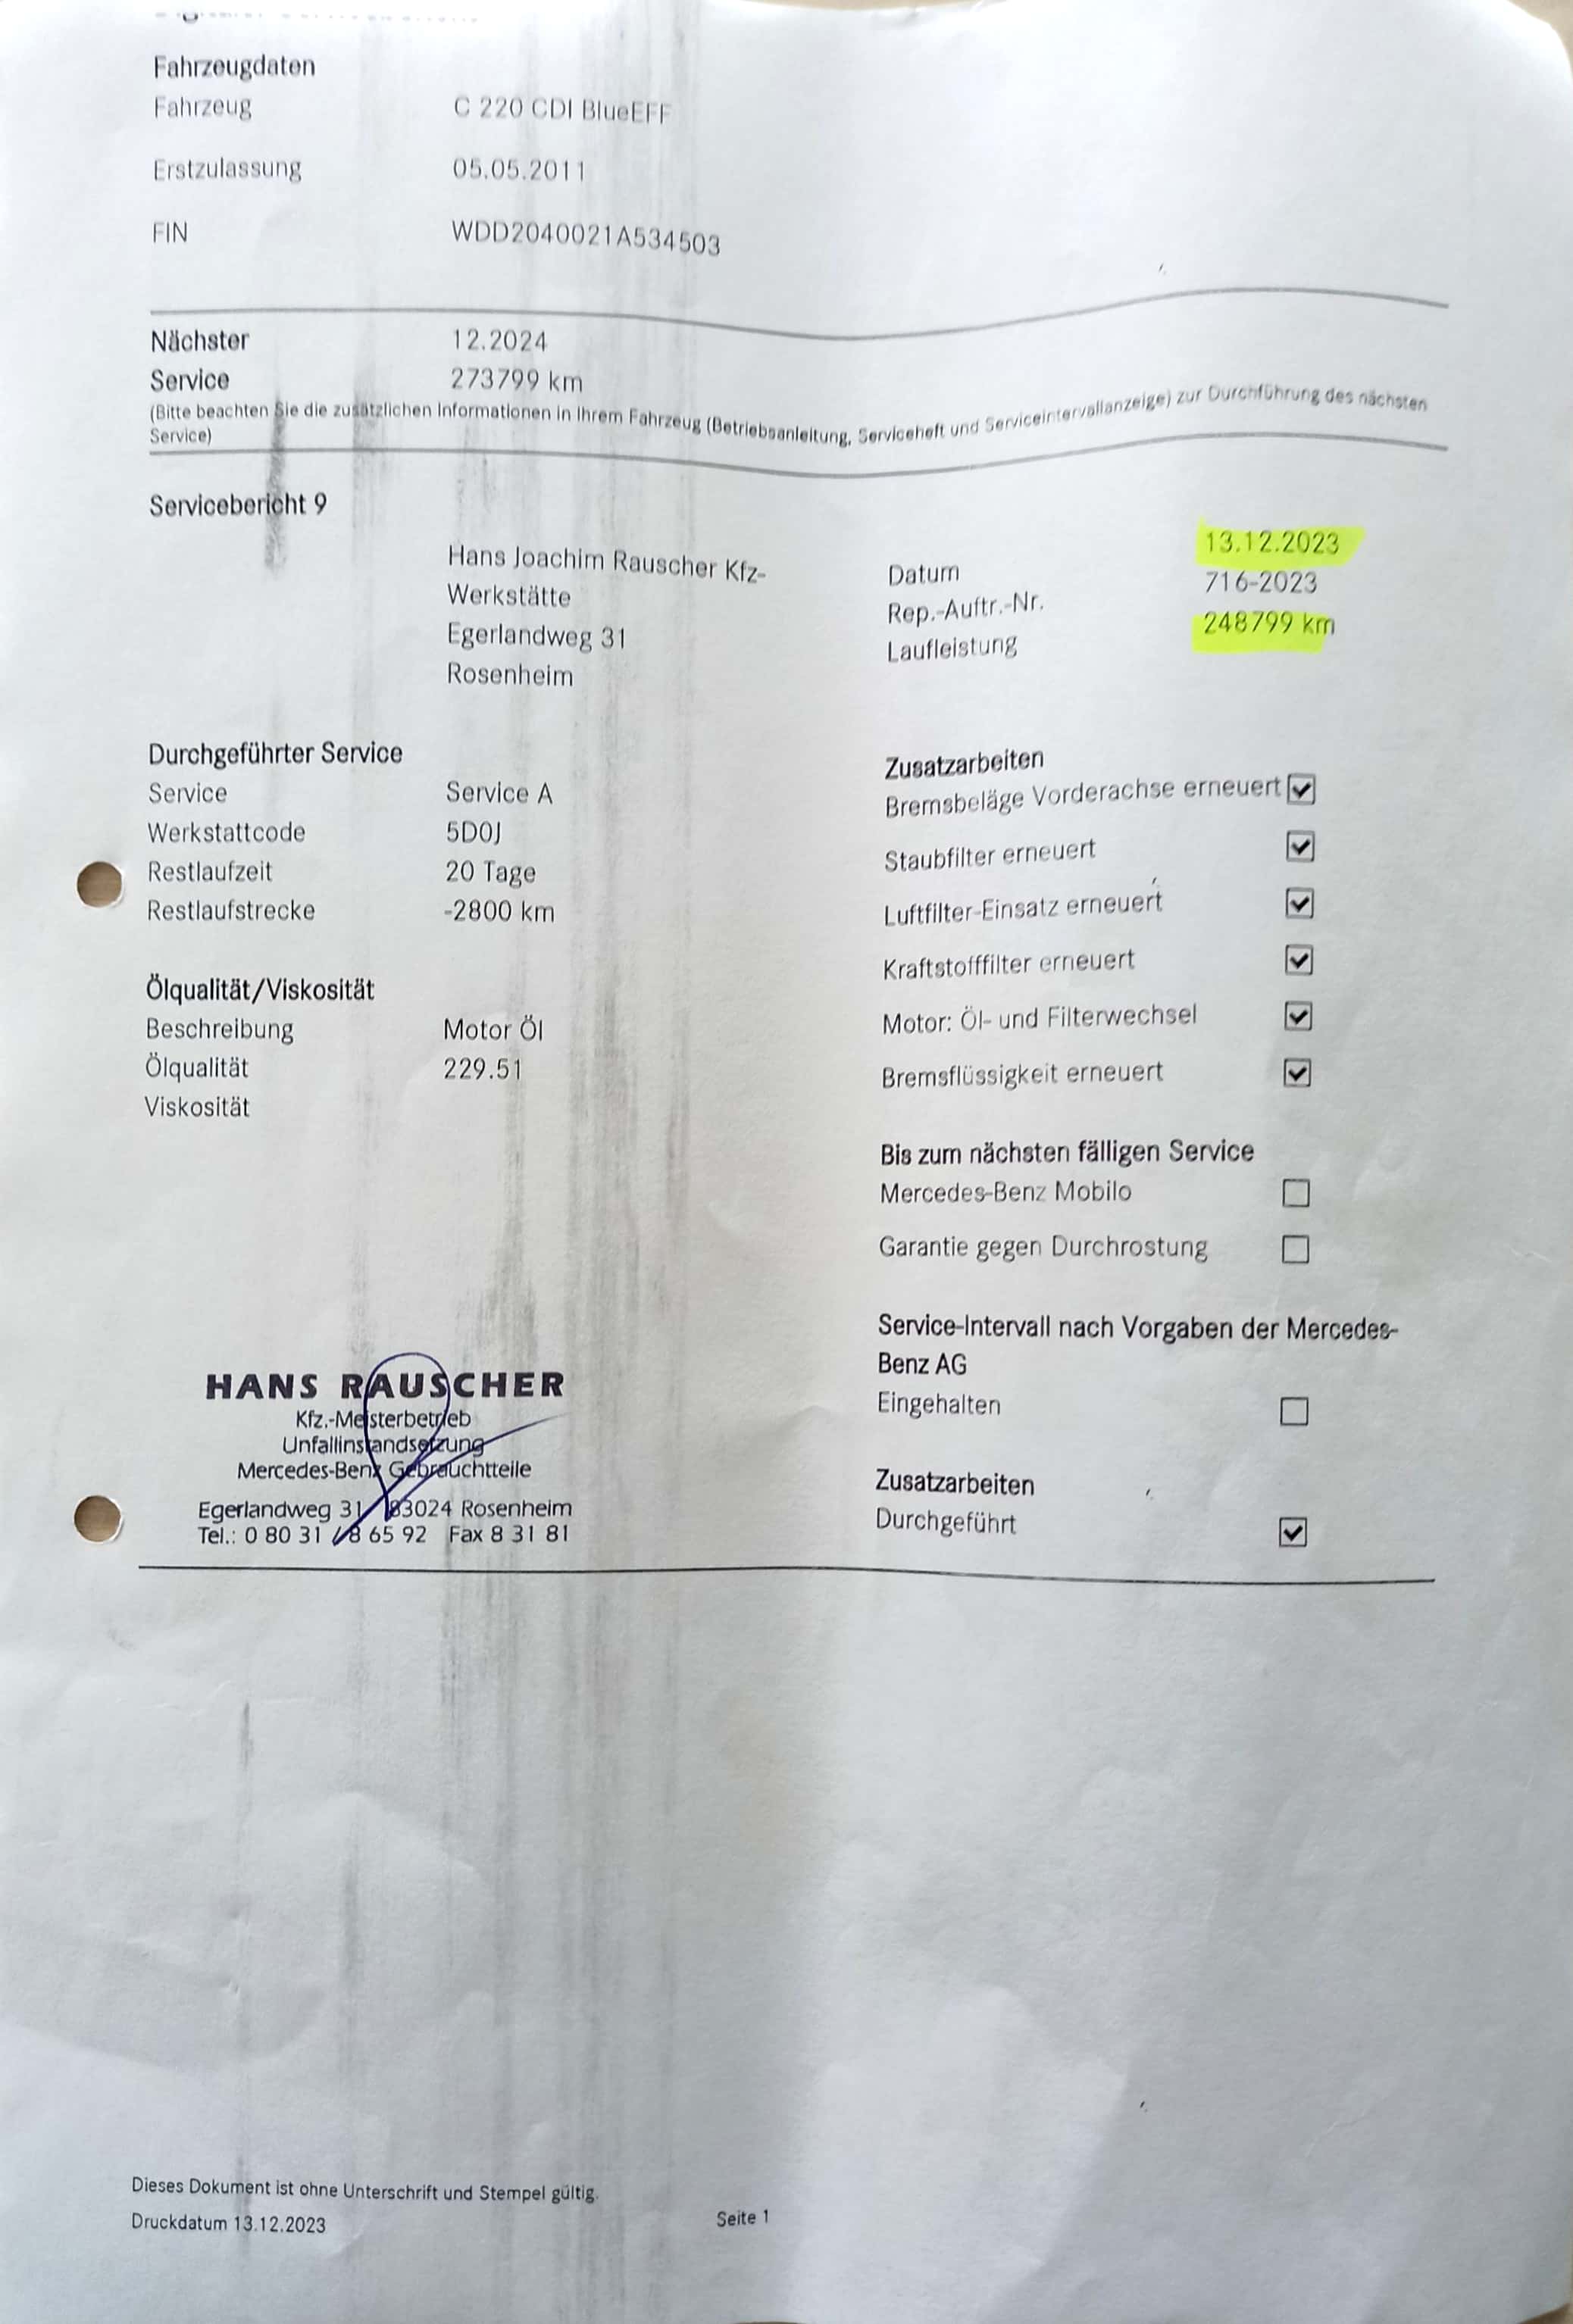 Fahrzeugdaten
Fahrzeug C 220 CDI BlueEFF
Erstzulassung 05.05.2011
FIN WDD2040021A534503
Nächster 12.2024
Service 273799 km
(Bitte beachten Sie die zusätzlichen Informationen in Ihrem Fahrzeug (Betriebsanleitung, Serviceheft und Serviceintervallanzeige) zur Durchführung des nächsten
Service)
Servicebericht 9
Hans Joachim Rauscher Kfz-
Werkstätte
Egerlandweg 31
Rosenheim
Datum 13.12.2023
Rep.-Auftr.-Nr. 716-2023
Laufleistung 248799 km
Durchgeführter Service
Service Service A
Werkstattcode 5D0J
Restlaufzeit 20 Tage
Restlaufstrecke -2800 km
Ölqualität/Viskosität
Beschreibung Motor Öl
Ölqualität 229.51
Viskosität
Zusatzarbeiten
Bremsbeläge Vorderachse erneuert
Staubfilter erneuert
Luftfilter-Einsatz erneuert
Kraftstofffilter erneuert
Motor: Öl- und Filterwechsel
Bremsflüssigkeit erneuert
Bis zum nächsten fälligen Service
Mercedes-Benz Mobilo
Garantie gegen Durchrostung
Service-Intervall nach Vorgaben der Mercedes-
Benz AG
Eingehalten
Zusatzarbeiten
Durchgeführt
HANS RAUSCHER
Kfz.-Meisterbetrieb
Unfallinstandsetzung
Mercedes-Benz Gebrauchtteile
Egerlandweg 31 83024 Rosenheim
Tel.: 0 80 31 / 8 65 92 Fax 8 31 81
Dieses Dokument ist ohne Unterschrift und Stempel gültig.
Druckdatum 13.12.2023
Seite 1